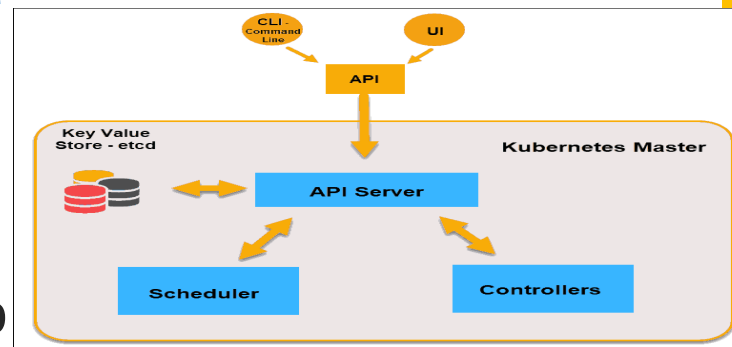 CLI -
Command
Line
UI
API
Key Value
Store - etcd
Kubernetes Master
API Server
Scheduler
Controllers